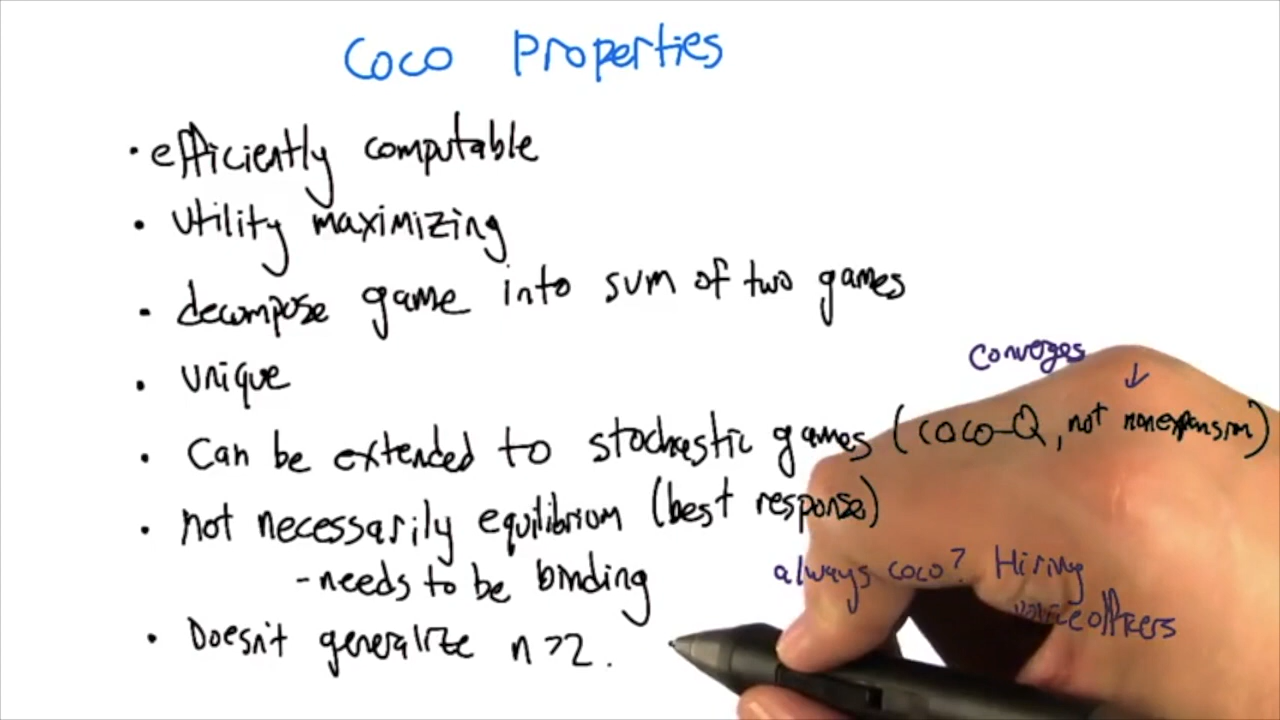 Coco Properties
• efficiently computable
• utility maximizing
• decompose game into sum of two games
• unique
converges
↓
• Can be extended to stochastic games (coco-Q, not nonexpansion)
• not necessarily equilibrium (best response)
- needs to be binding
always coco? Hiring
officers
• Doesn't generalize n >2.